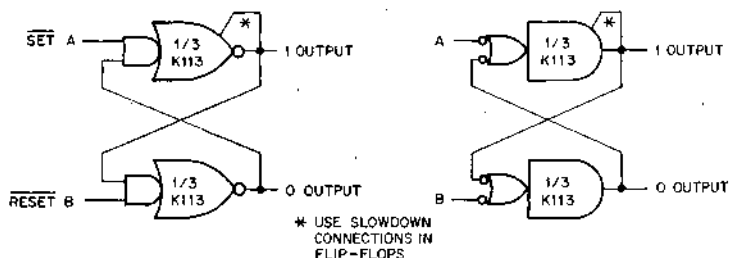 SET A
1/3
K113
*
1 OUTPUT
RESET B
1/3
K113
0 OUTPUT
A
1/3
K113
*
1 OUTPUT
B
1/3
K113
0 OUTPUT
* USE SLOWDOWN
CONNECTIONS IN
FLIP-FLOPS